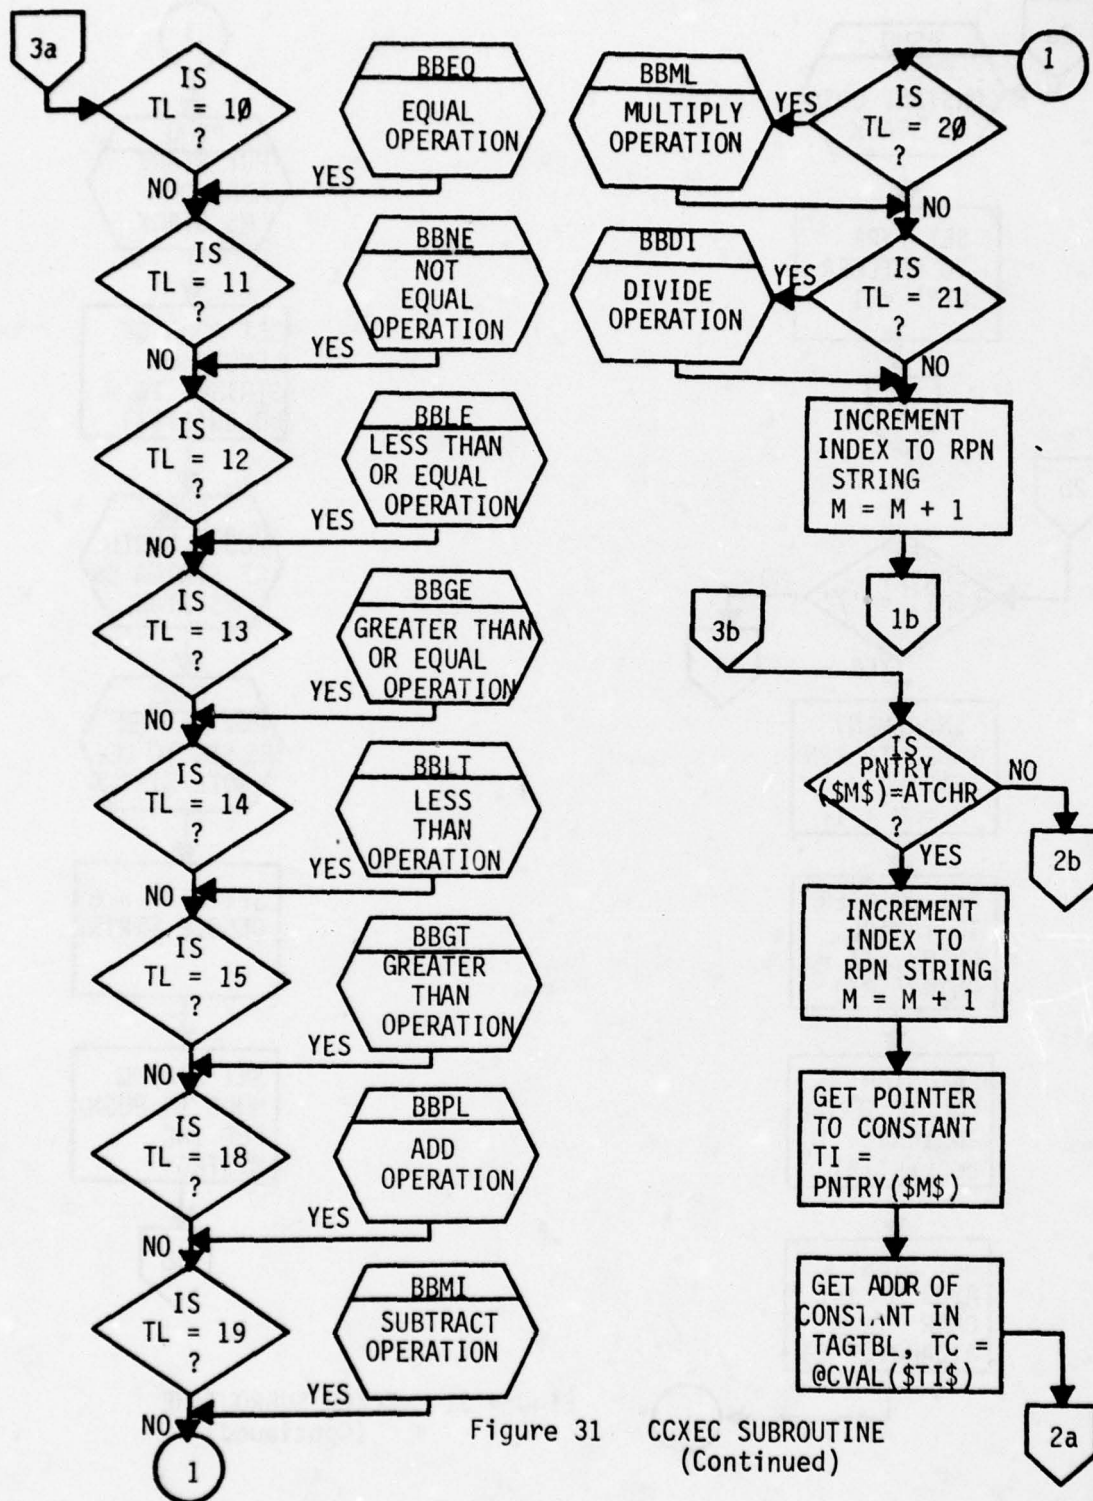 3a
IS
TL = 10
?
NO
BBEQ
EQUAL
OPERATION
YES
IS
TL = 11
?
NO
BBNE
NOT
EQUAL
OPERATION
YES
IS
TL = 12
?
NO
BBLE
LESS THAN
OR EQUAL
OPERATION
YES
IS
TL = 13
?
NO
BBGE
GREATER THAN
OR EQUAL
OPERATION
YES
IS
TL = 14
?
NO
BBLT
LESS
THAN
OPERATION
YES
IS
TL = 15
?
NO
BBGT
GREATER
THAN
OPERATION
YES
IS
TL = 18
?
NO
BBPL
ADD
OPERATION
YES
IS
TL = 19
?
NO
BBMI
SUBTRACT
OPERATION
YES
1
1
IS
TL = 20
?
YES
BBML
MULTIPLY
OPERATION
NO
IS
TL = 21
?
YES
BBDI
DIVIDE
OPERATION
NO
INCREMENT
INDEX TO RPN
STRING
M = M + 1
1b
3b
IS
PNTRY
($M$)=ATCHR
?
NO
2b
YES
INCREMENT
INDEX TO
RPN STRING
M = M + 1
GET POINTER
TO CONSTANT
TI =
PNTRY($M$)
GET ADDR OF
CONSTANT IN
TAGTBL, TC =
@CVAL($TI$)
2a
Figure 31 CCXEC SUBROUTINE
(Continued)